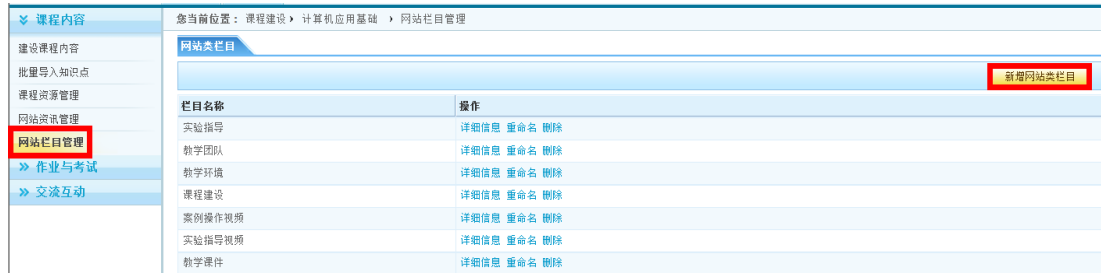 课程内容
您当前位置：课程建设 › 计算机应用基础 › 网站栏目管理
建设课程内容
批量导入知识点
课程资源管理
网站资讯管理
网站栏目管理
作业与考试
交流互动
网站类栏目
新增网站类栏目
栏目名称 操作
实验指导 详细信息 重命名 删除
教学团队 详细信息 重命名 删除
教学环境 详细信息 重命名 删除
课程建设 详细信息 重命名 删除
案例操作视频 详细信息 重命名 删除
实验指导视频 详细信息 重命名 删除
教学课件 详细信息 重命名 删除